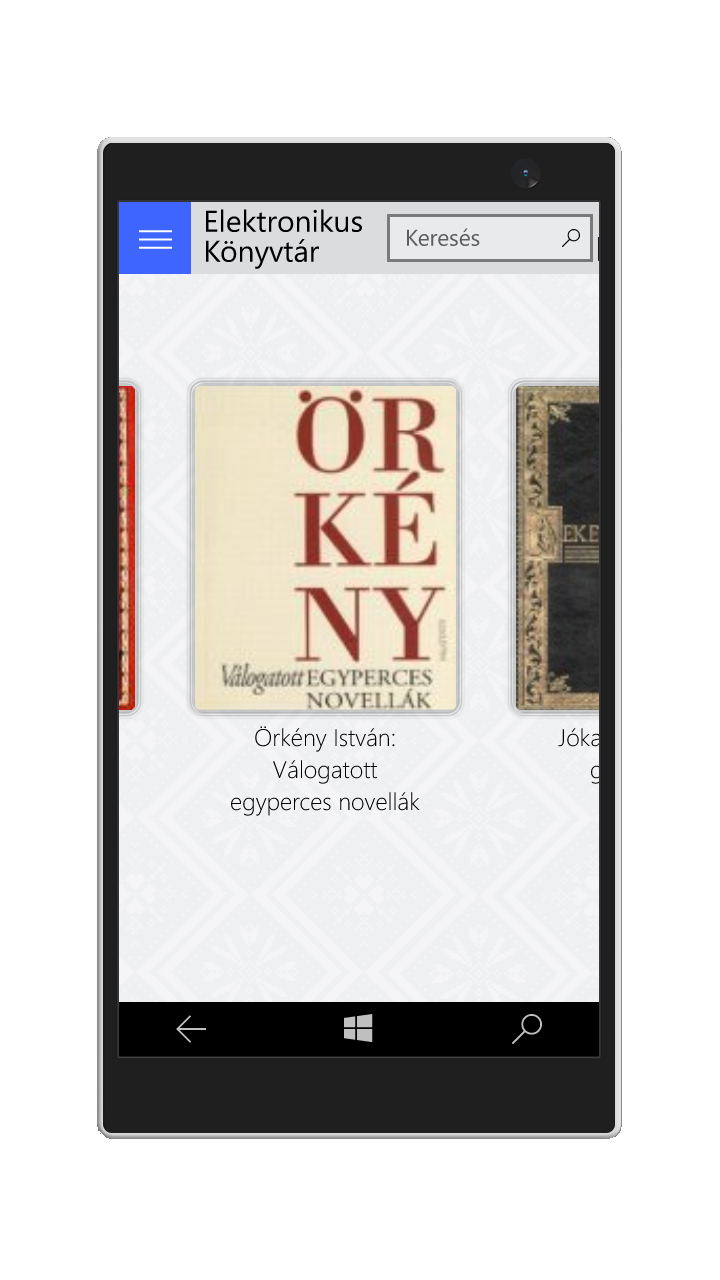 Elektronikus
Könyvtár
Keresés
ÖR
KÉ
NY
Válogatott EGYPERCES
NOVELLÁK
Örkény István:
Válogatott
egyperces novellák